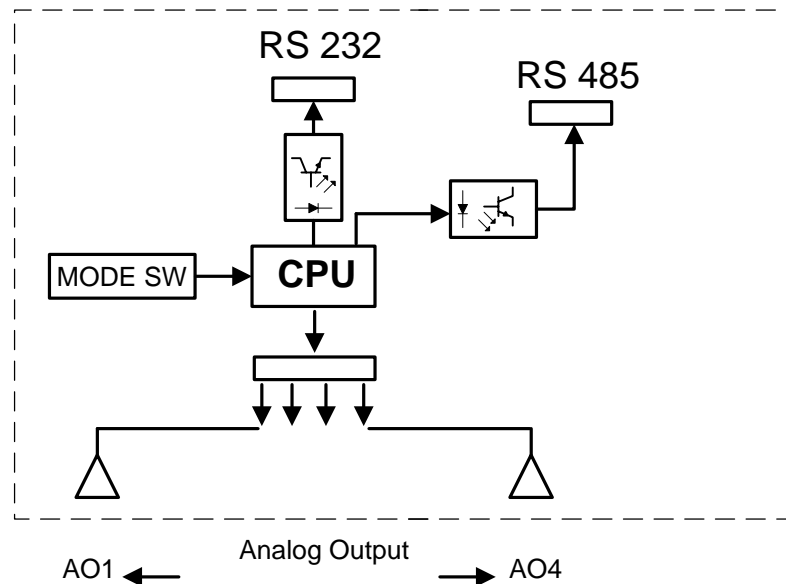 RS 232
RS 485
MODE SW
CPU
Analog Output
AO1
AO4